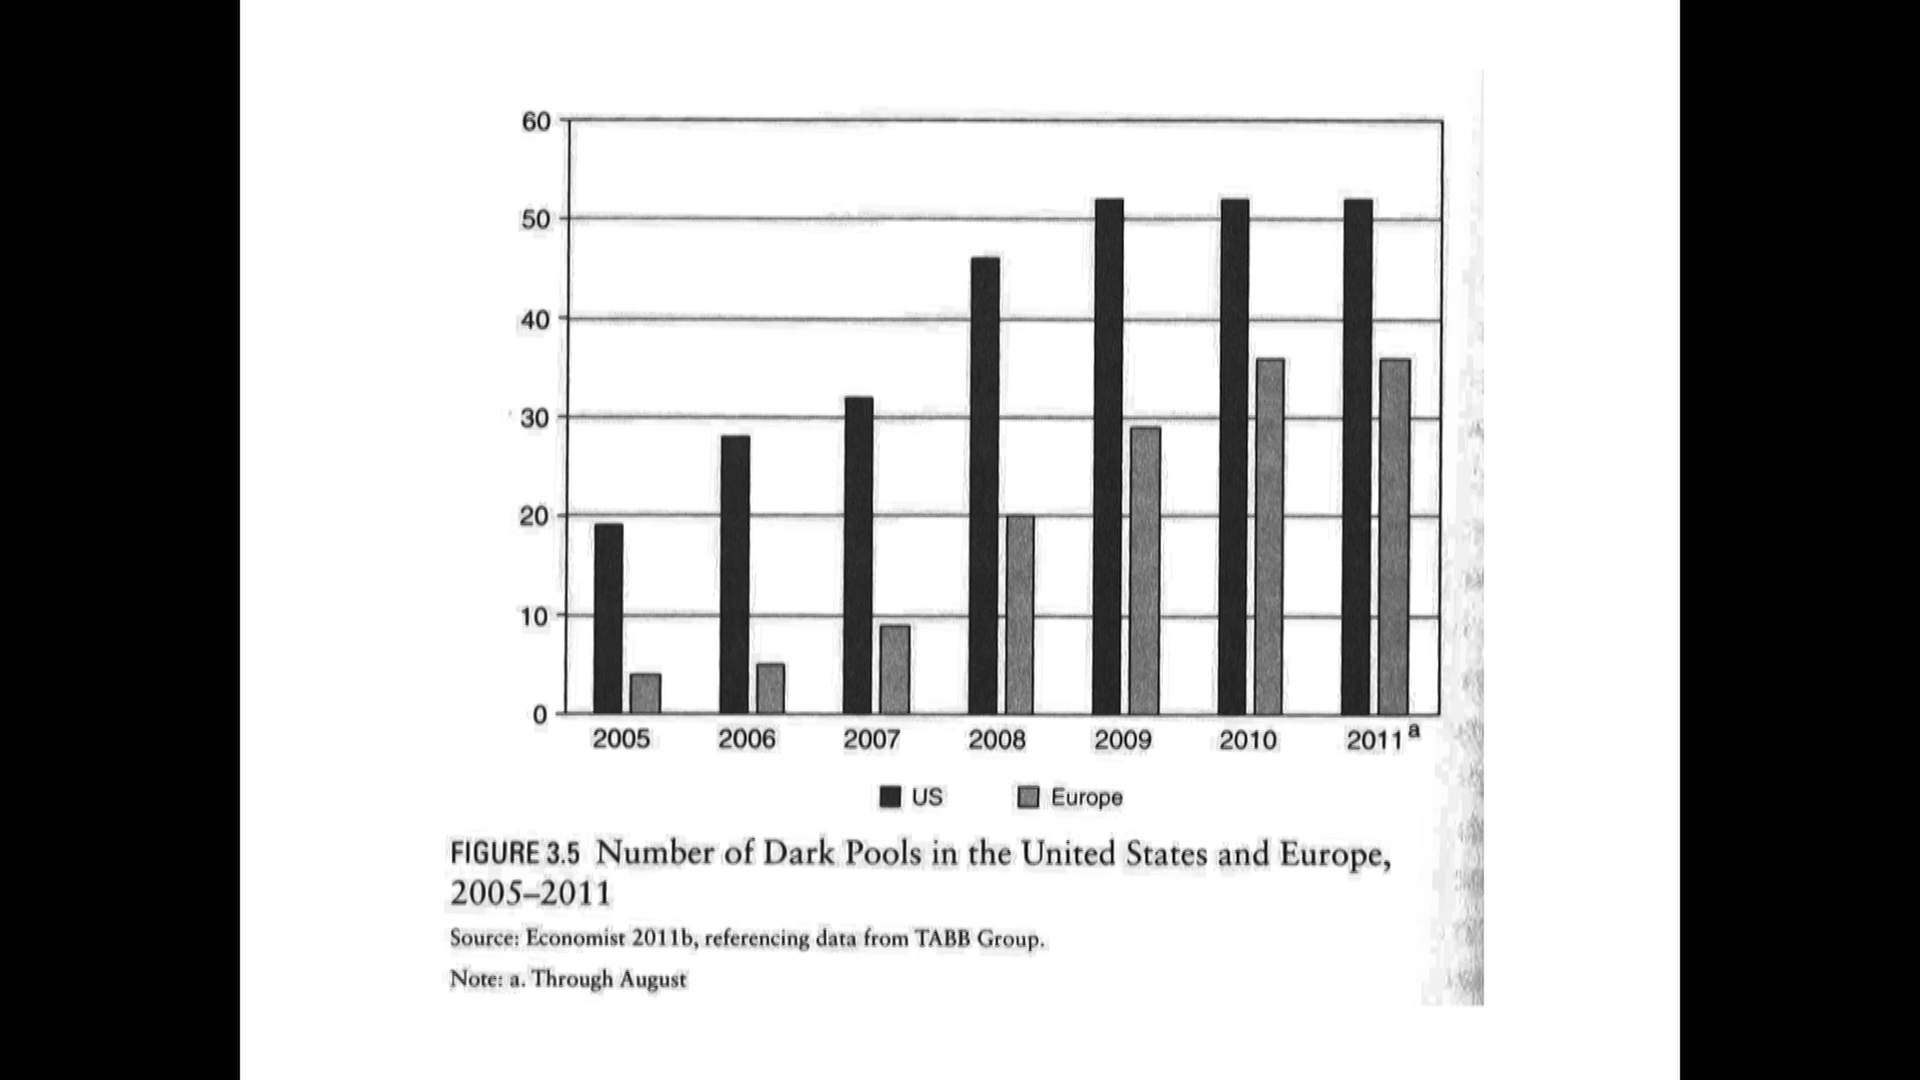 60
50
40
30
20
10
0
2005 2006 2007 2008 2009 2010 2011 a
US Europe
FIGURE 3.5 Number of Dark Pools in the United States and Europe,
2005–2011
Source: Economist 2011b, referencing data from TABB Group.
Note: a. Through August